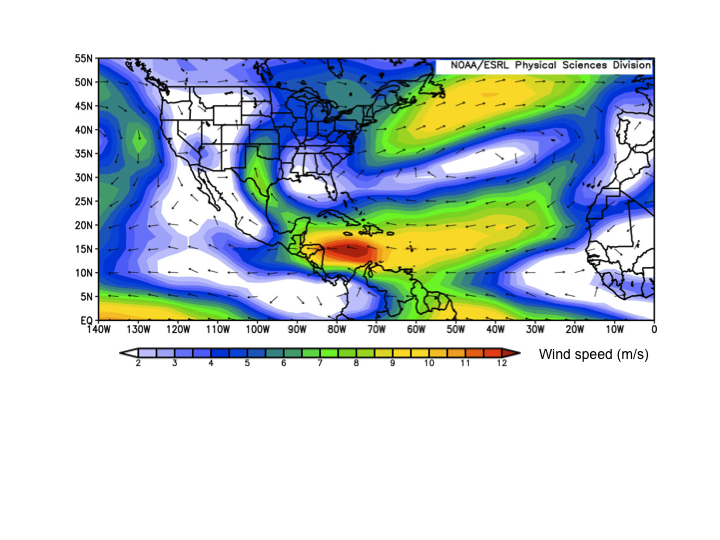 NOAA/ESRL Physical Sciences Division
55N
50N
45N
40N
35N
30N
25N
20N
15N
10N
5N
EQ
140W 130W 120W 110W 100W 90W 80W 70W 60W 50W 40W 30W 20W 10W 0
2 3 4 5 6 7 8 9 10 11 12
Wind speed (m/s)